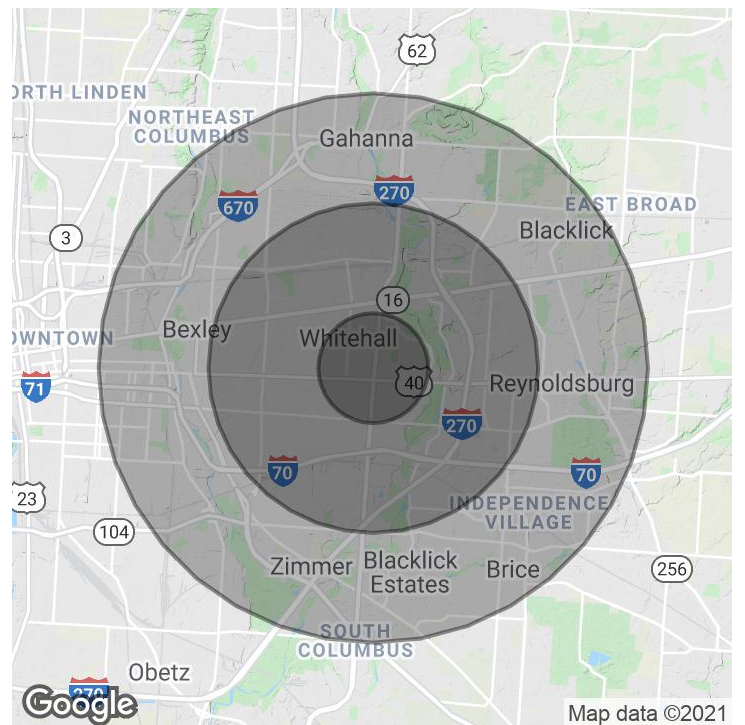 62
ORTH LINDEN
NORTHEAST
COLUMBUS
Gahanna
270
670
EAST BROAD
3
Blacklick
16
Bexley
Whitehall
OWNTOWN
71
40
Reynoldsburg
270
70
70
23
INDEPENDENCE
VILLAGE
104
Zimmer
Blacklick
Estates
Brice
256
SOUTH
COLUMBUS
Obetz
270
Google
Map data ©2021